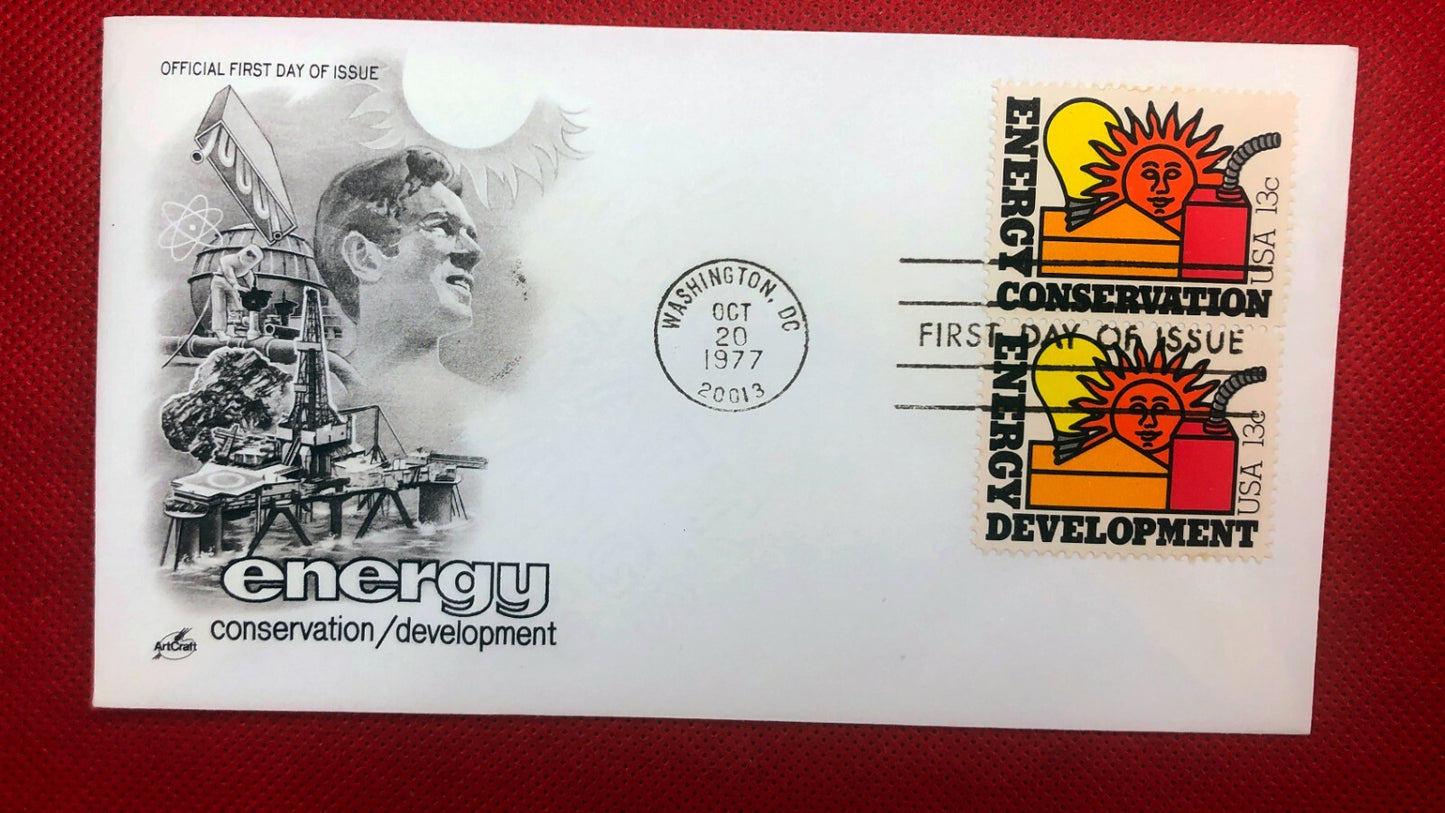 OFFICIAL FIRST DAY OF ISSUE
energy
conservation/development
ArtCraft
WASHINGTON, DC
OCT
20
1977
20013
ENERGY
CONSERVATION
USA 13c
FIRST DAY OF ISSUE
ENERGY
DEVELOPMENT
USA 13c